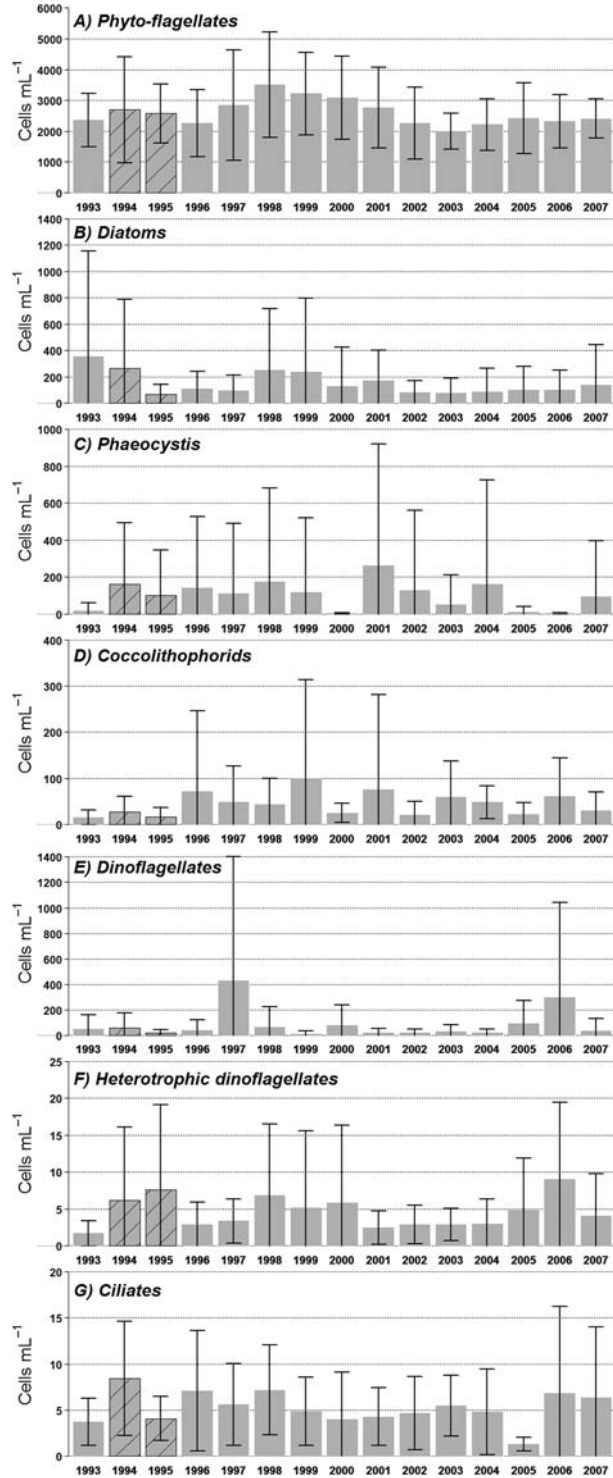 A) Phyto-flagellates
6000
5000
4000
3000
2000
1000
0
Cells mL⁻¹
1993 1994 1995 1996 1997 1998 1999 2000 2001 2002 2003 2004 2005 2006 2007
B) Diatoms
1400
1200
1000
800
600
400
200
0
Cells mL⁻¹
1993 1994 1995 1996 1997 1998 1999 2000 2001 2002 2003 2004 2005 2006 2007
C) Phaeocystis
1000
800
600
400
200
0
Cells mL⁻¹
1993 1994 1995 1996 1997 1998 1999 2000 2001 2002 2003 2004 2005 2006 2007
D) Coccolithophorids
400
300
200
100
0
Cells mL⁻¹
1993 1994 1995 1996 1997 1998 1999 2000 2001 2002 2003 2004 2005 2006 2007
E) Dinoflagellates
1400
1200
1000
800
600
400
200
0
Cells mL⁻¹
1993 1994 1995 1996 1997 1998 1999 2000 2001 2002 2003 2004 2005 2006 2007
F) Heterotrophic dinoflagellates
25
20
15
10
5
0
Cells mL⁻¹
1993 1994 1995 1996 1997 1998 1999 2000 2001 2002 2003 2004 2005 2006 2007
G) Ciliates
20
15
10
5
0
Cells mL⁻¹
1993 1994 1995 1996 1997 1998 1999 2000 2001 2002 2003 2004 2005 2006 2007